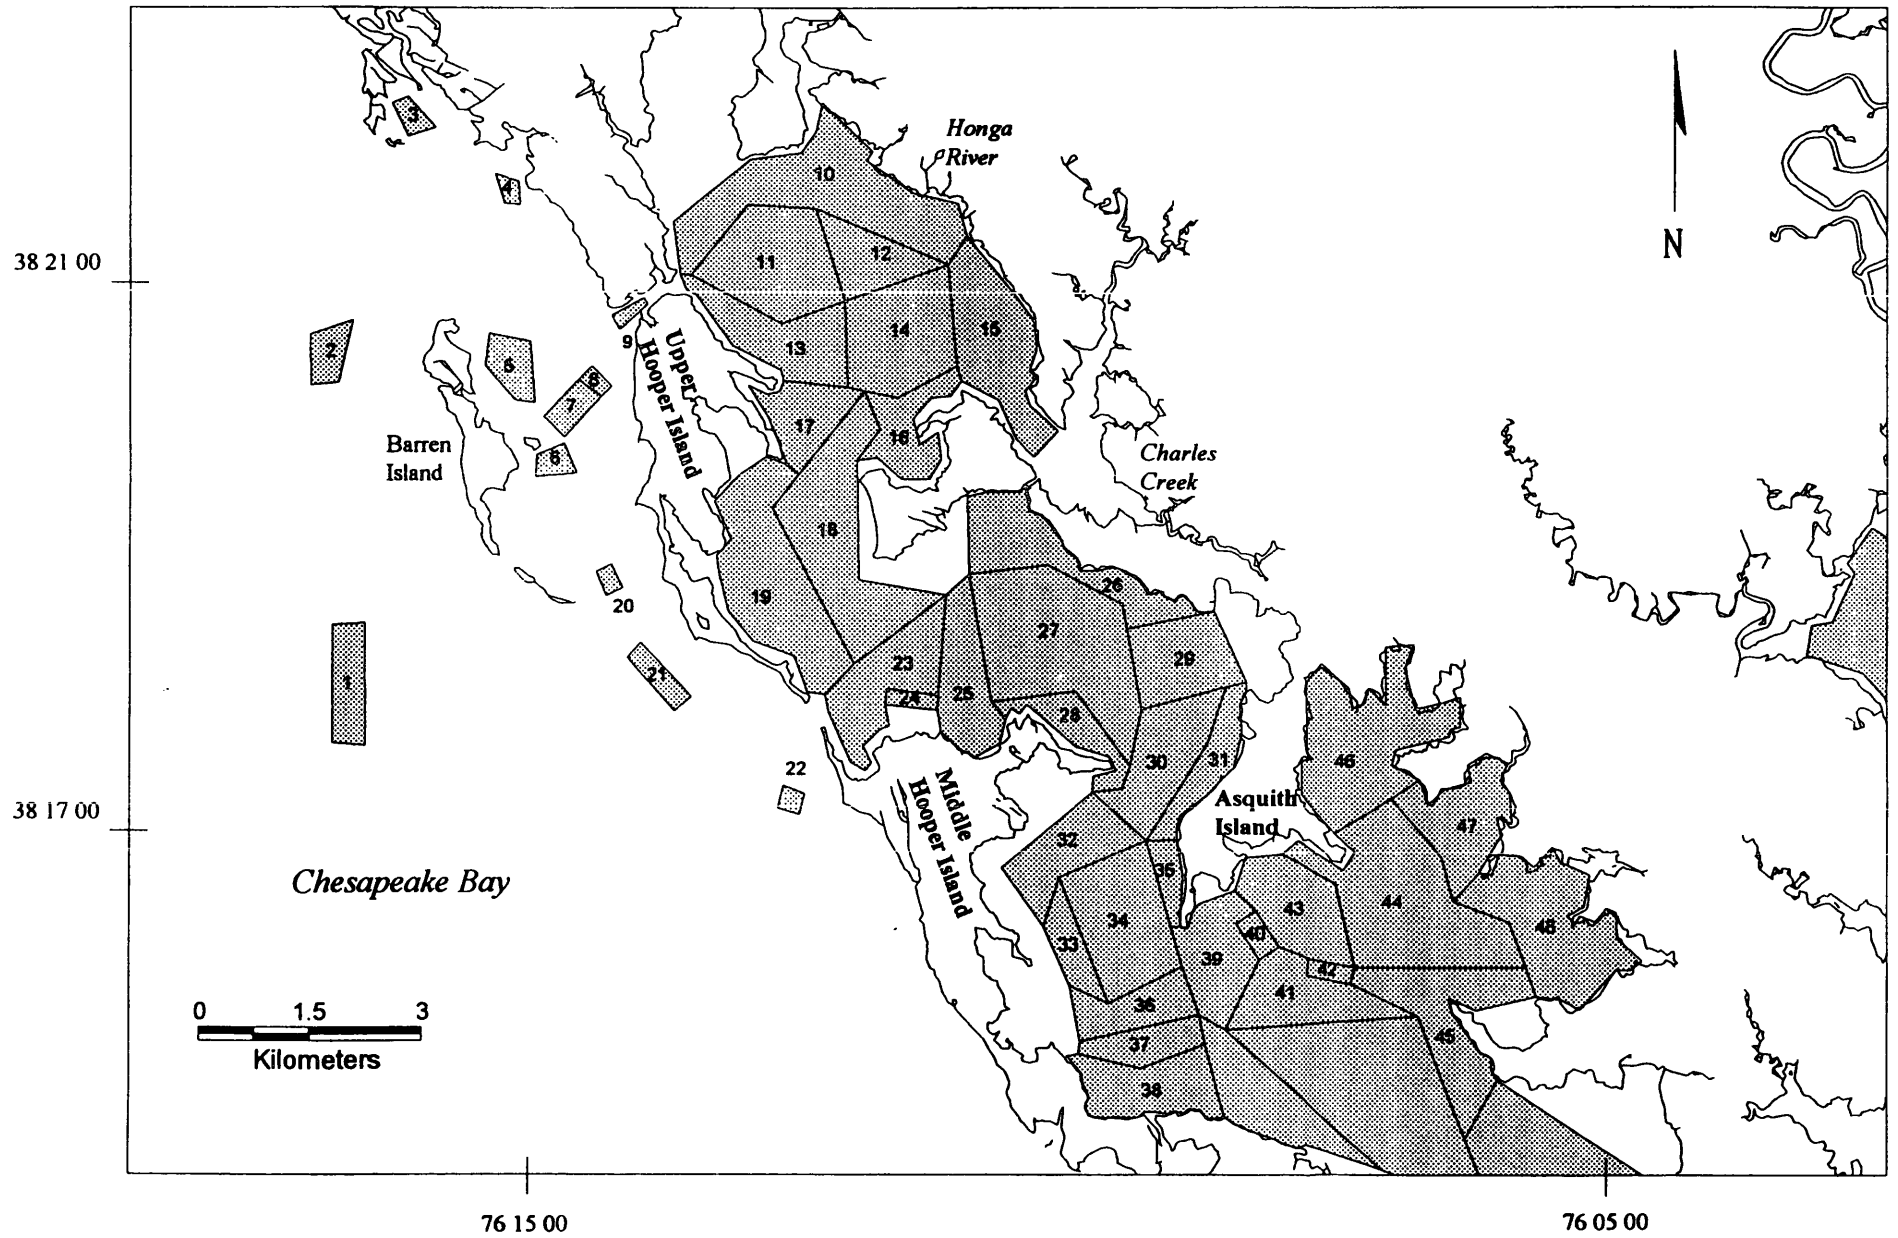 3
Honga
River
10
4
N
12
11
38 21 00
14
15
9
2
13
5
8
7
Upper
Hooper Island
17
16
Barren
Island
6
Charles
Creek
18
26
19
20
27
29
23
21
1
24
25
28
30
31
46
22
Middle
Hooper Island
Asquith
Island
38 17 00
47
32
35
Chesapeake Bay
44
43
34
48
40
33
39
42
41
36
0 1.5 3
45
37
Kilometers
38
76 15 00
76 05 00